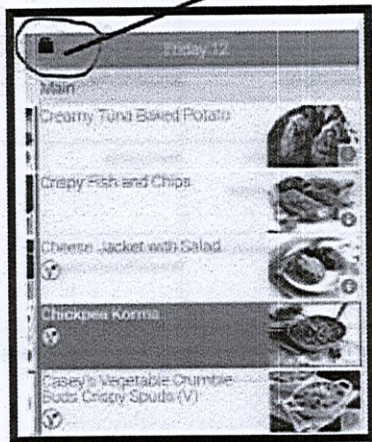 Friday 12
Main
Creamy Tuna Baked Potato
Crispy Fish and Chips
Cheese Jacket with Salad
Chickpea Korma
Casey's Vegetable Crumble
Buds Crispy Spuds (V)